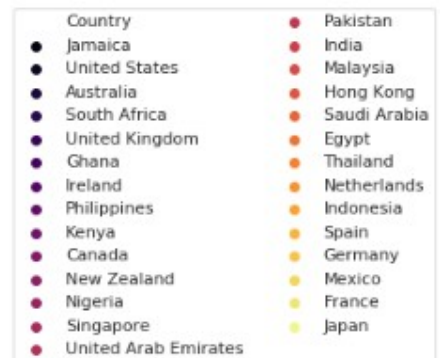 Country
Jamaica
United States
Australia
South Africa
United Kingdom
Ghana
Ireland
Philippines
Kenya
Canada
New Zealand
Nigeria
Singapore
United Arab Emirates
Pakistan
India
Malaysia
Hong Kong
Saudi Arabia
Egypt
Thailand
Netherlands
Indonesia
Spain
Germany
Mexico
France
Japan